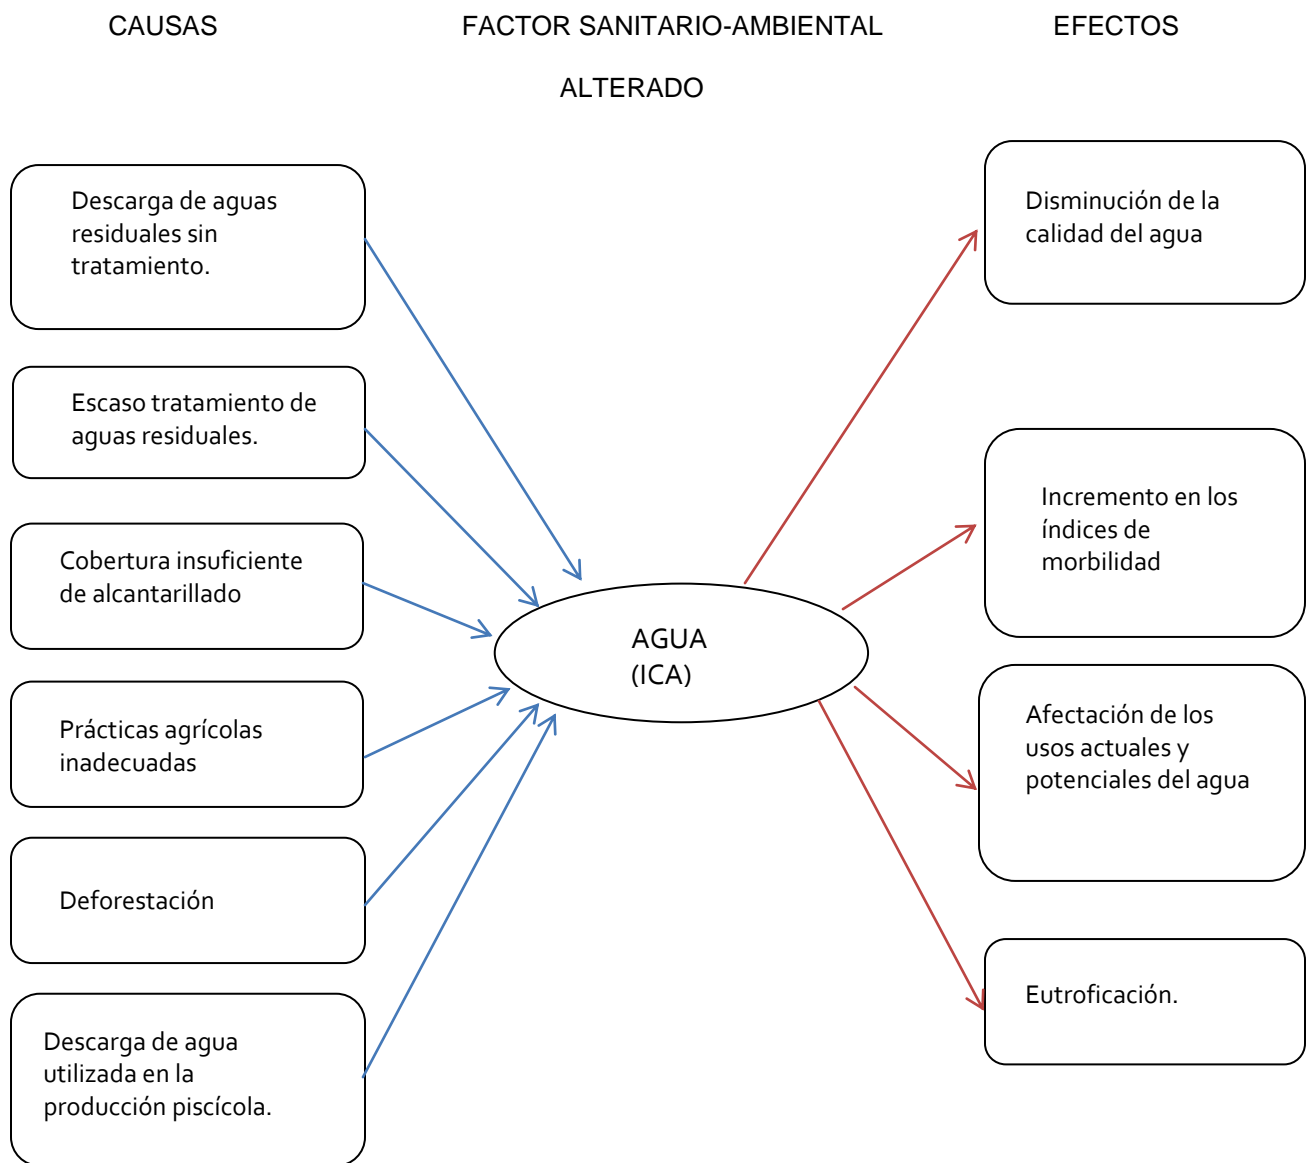 CAUSAS
FACTOR SANITARIO-AMBIENTAL
ALTERADO
EFECTOS
Descarga de aguas
residuales sin
tratamiento.
Escaso tratamiento de
aguas residuales.
Cobertura insuficiente
de alcantarillado
Prácticas agrícolas
inadecuadas
Deforestación
Descarga de agua
utilizada en la
producción piscícola.
AGUA
(ICA)
Disminución de la
calidad del agua
Incremento en los
índices de
morbilidad
Afectación de los
usos actuales y
potenciales del agua
Eutroficación.